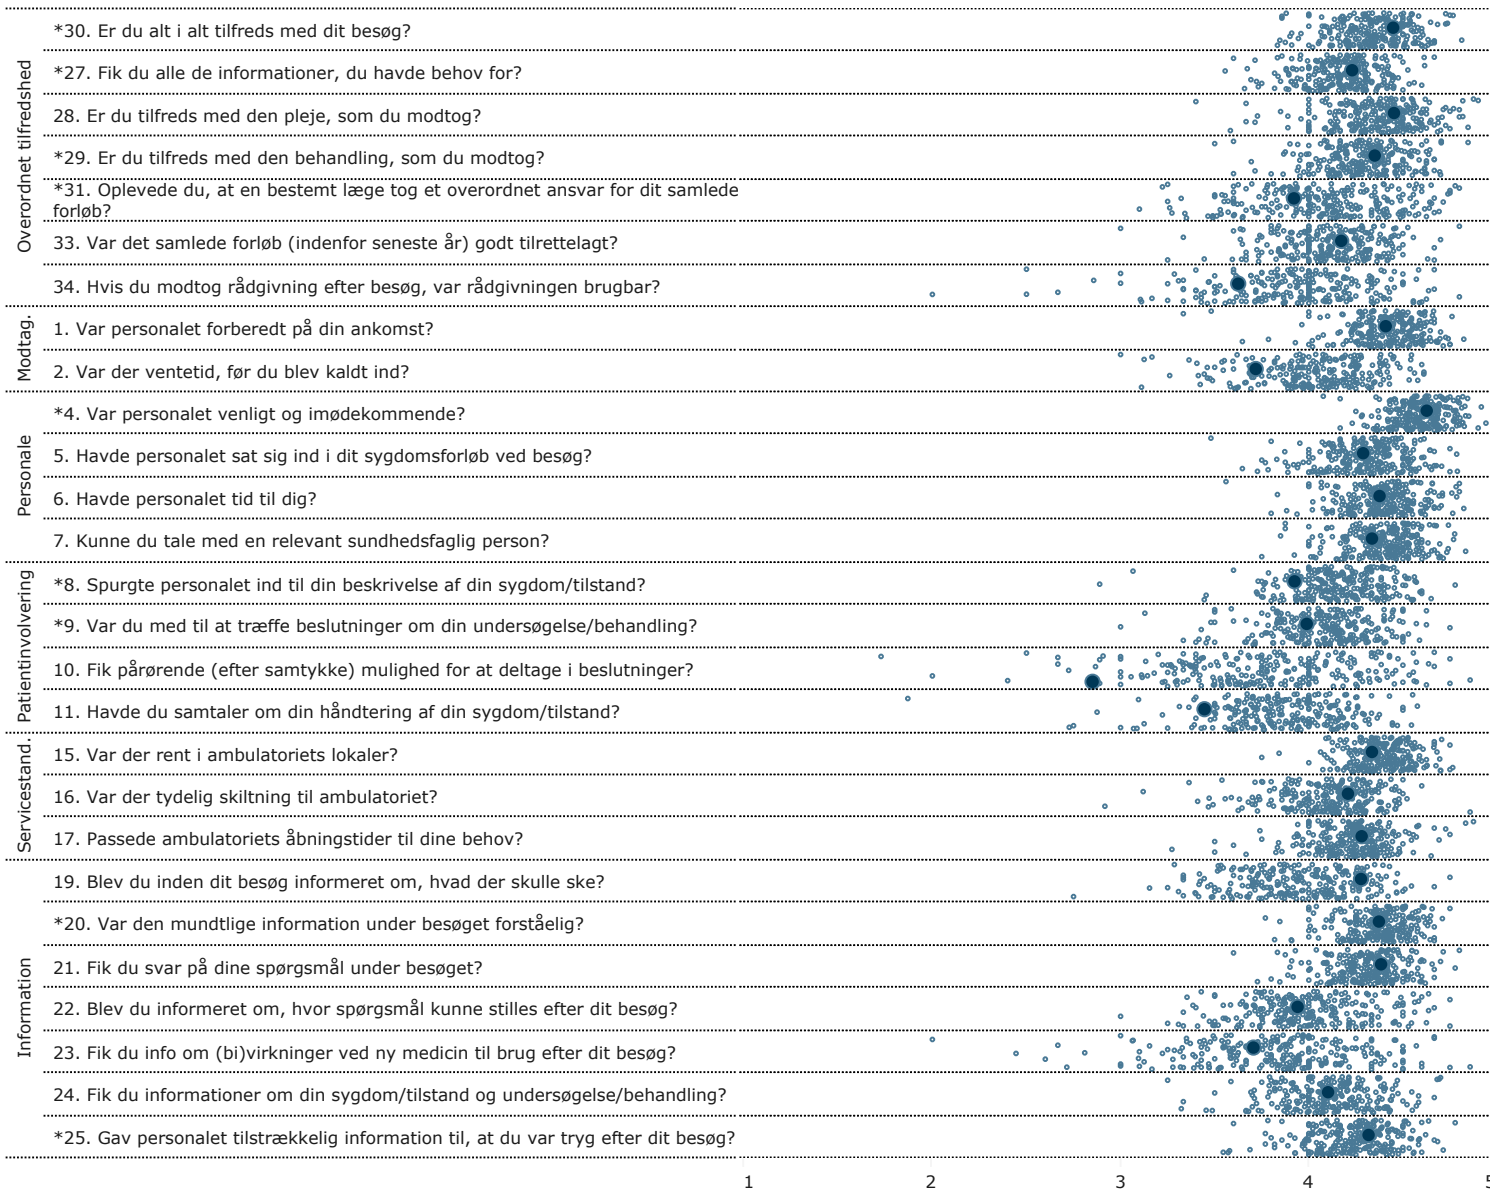 Overordnet tilfredshed
*30. Er du alt i alt tilfreds med dit besøg?
*27. Fik du alle de informationer, du havde behov for?
28. Er du tilfreds med den pleje, som du modtog?
*29. Er du tilfreds med den behandling, som du modtog?
*31. Oplevede du, at en bestemt læge tog et overordnet ansvar for dit samlede
forløb?
33. Var det samlede forløb (indenfor seneste år) godt tilrettelagt?
34. Hvis du modtog rådgivning efter besøg, var rådgivningen brugbar?
Modtag.
1. Var personalet forberedt på din ankomst?
2. Var der ventetid, før du blev kaldt ind?
Personale
*4. Var personalet venligt og imødekommende?
5. Havde personalet sat sig ind i dit sygdomsforløb ved besøg?
6. Havde personalet tid til dig?
7. Kunne du tale med en relevant sundhedsfaglig person?
Patientinvolvering
*8. Spurgte personalet ind til din beskrivelse af din sygdom/tilstand?
*9. Var du med til at træffe beslutninger om din undersøgelse/behandling?
10. Fik pårørende (efter samtykke) mulighed for at deltage i beslutninger?
11. Havde du samtaler om din håndtering af din sygdom/tilstand?
Servicestand.
15. Var der rent i ambulatoriets lokaler?
16. Var der tydelig skiltning til ambulatoriet?
17. Passede ambulatoriets åbningstider til dine behov?
Information
19. Blev du inden dit besøg informeret om, hvad der skulle ske?
*20. Var den mundtlige information under besøget forståelig?
21. Fik du svar på dine spørgsmål under besøget?
22. Blev du informeret om, hvor spørgsmål kunne stilles efter dit besøg?
23. Fik du info om (bi)virkninger ved ny medicin til brug efter dit besøg?
24. Fik du informationer om din sygdom/tilstand og undersøgelse/behandling?
*25. Gav personalet tilstrækkelig information til, at du var tryg efter dit besøg?
1 2 3 4 5